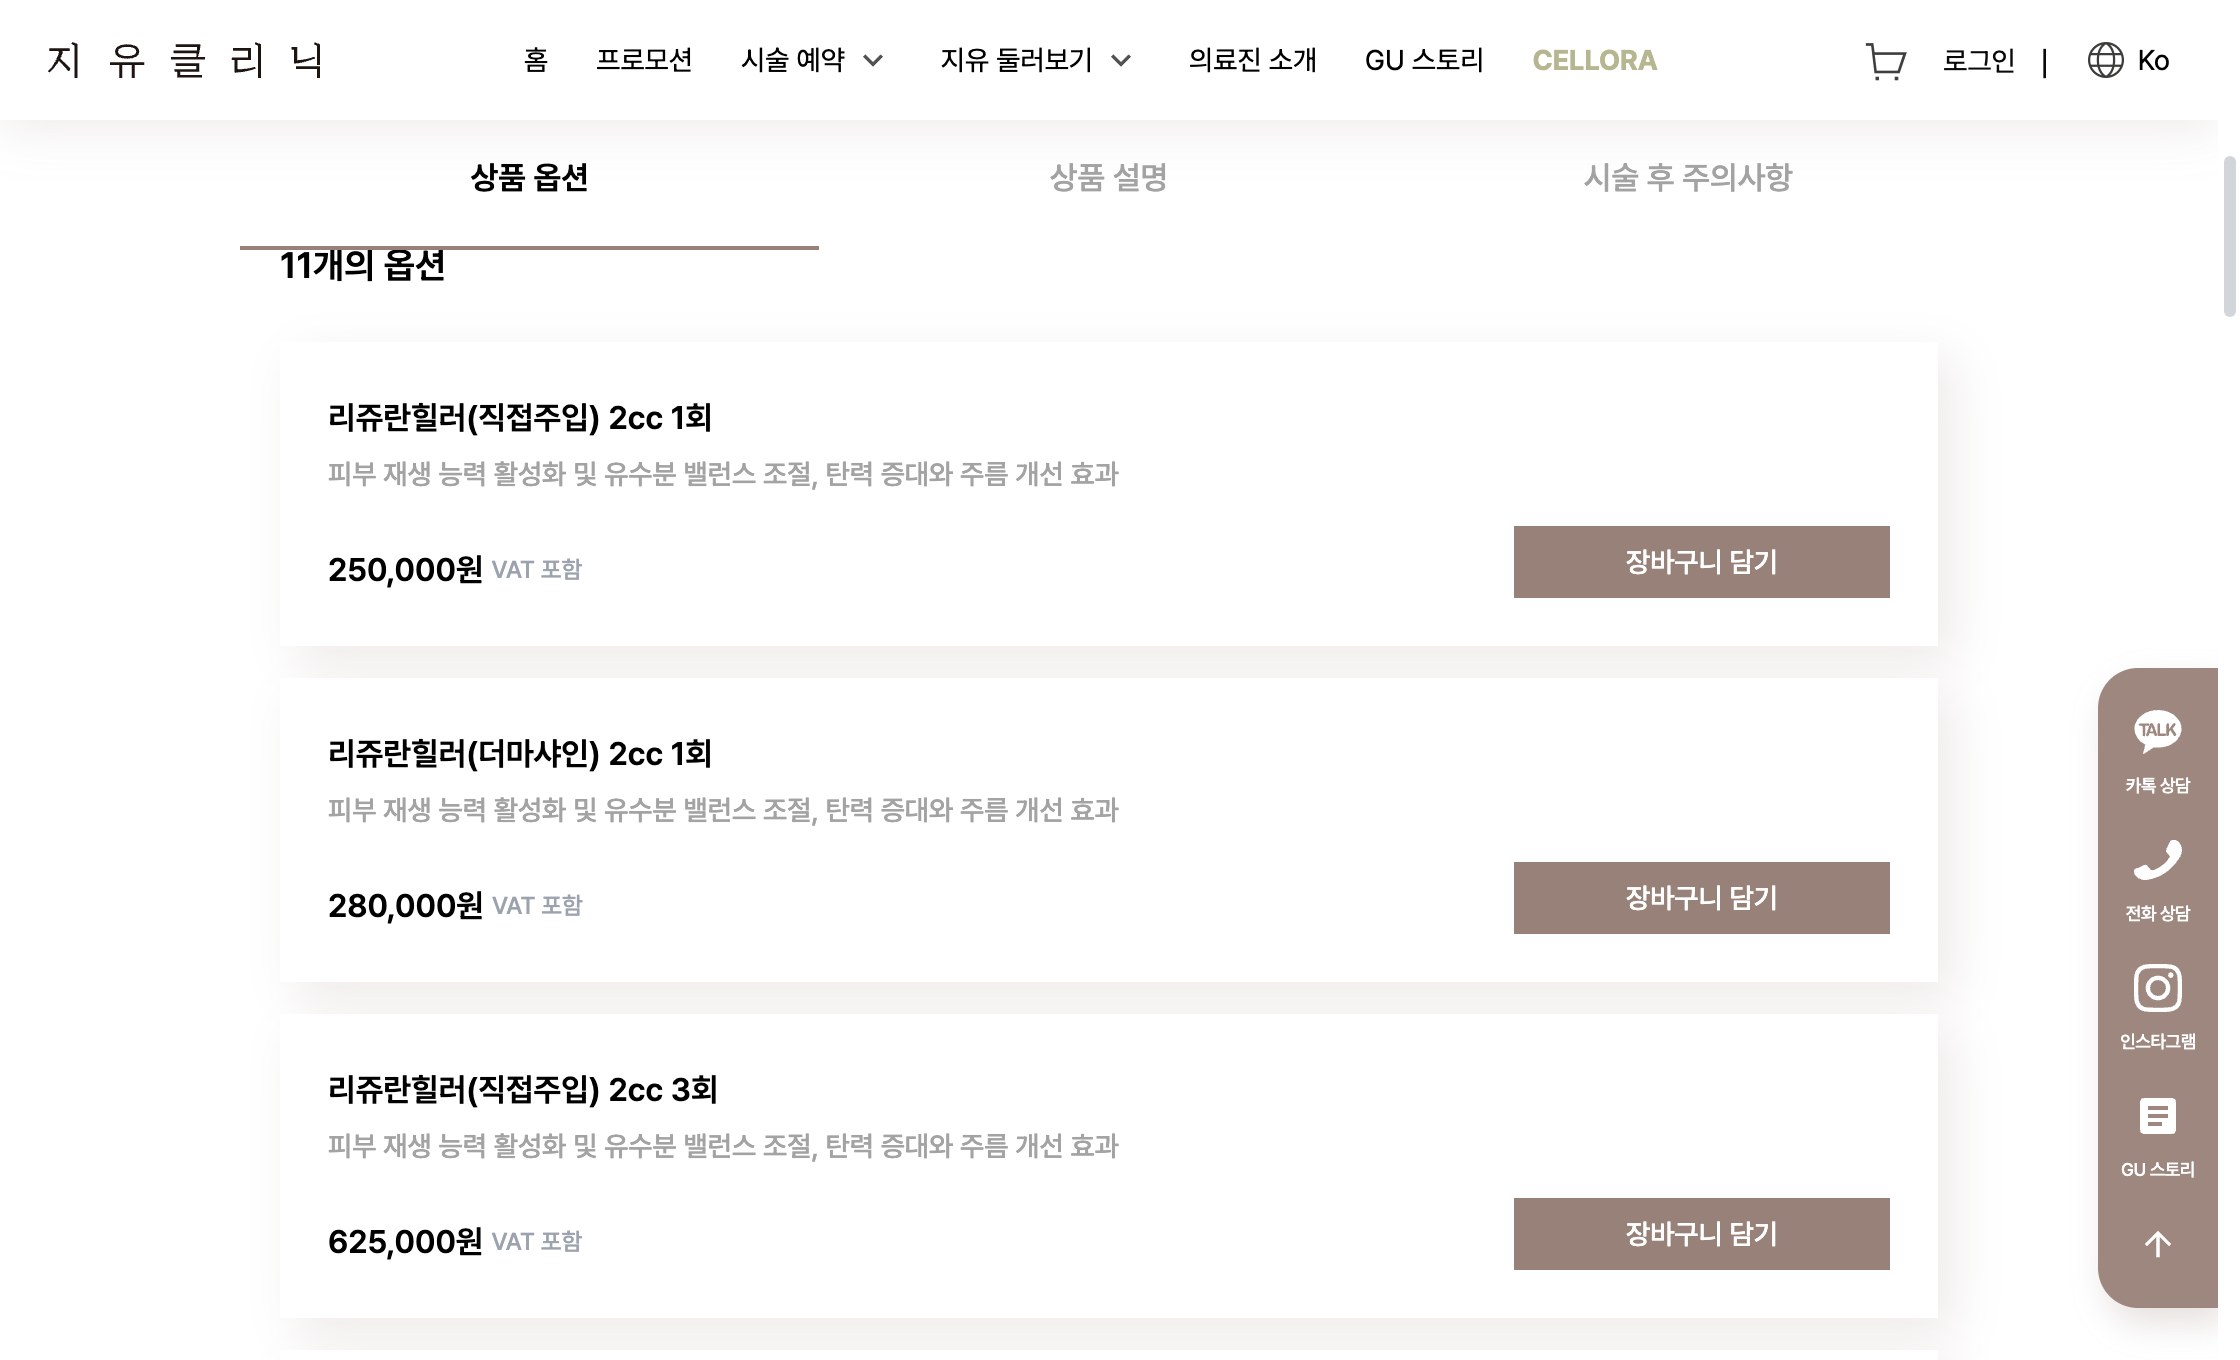 지유클리닉
홈 프로모션 시술 예약 지유 둘러보기 의료진 소개 GU 스토리 CELLORA
로그인 | Ko
상품 옵션 상품 설명 시술 후 주의사항
11개의 옵션
리쥬란힐러(직접주입) 2cc 1회
피부 재생 능력 활성화 및 유수분 밸런스 조절, 탄력 증대와 주름 개선 효과
250,000원 VAT 포함
장바구니 담기
리쥬란힐러(더마샤인) 2cc 1회
피부 재생 능력 활성화 및 유수분 밸런스 조절, 탄력 증대와 주름 개선 효과
280,000원 VAT 포함
장바구니 담기
리쥬란힐러(직접주입) 2cc 3회
피부 재생 능력 활성화 및 유수분 밸런스 조절, 탄력 증대와 주름 개선 효과
625,000원 VAT 포함
장바구니 담기
TALK
카톡 상담
전화 상담
인스타그램
GU 스토리